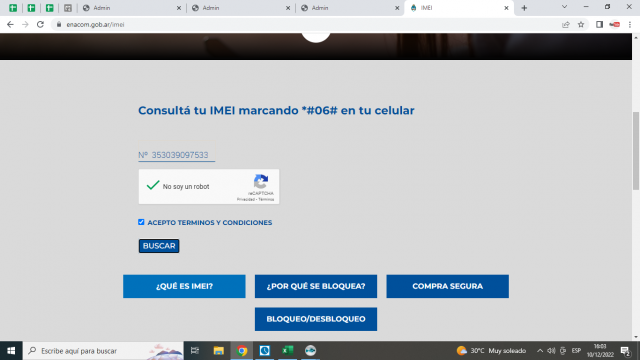 Admin
Admin
Admin
IMEI
enacom.gob.ar/imei
Consultá tu IMEI marcando *#06# en tu celular
Nº 353039097533
No soy un robot
reCAPTCHA
Privacidad - Términos
ACEPTO TERMINOS Y CONDICIONES
BUSCAR
¿QUÉ ES IMEI?
¿POR QUÉ SE BLOQUEA?
COMPRA SEGURA
BLOQUEO/DESBLOQUEO
Escribe aquí para buscar
30°C Muy soleado
ESP
16:03
10/12/2022